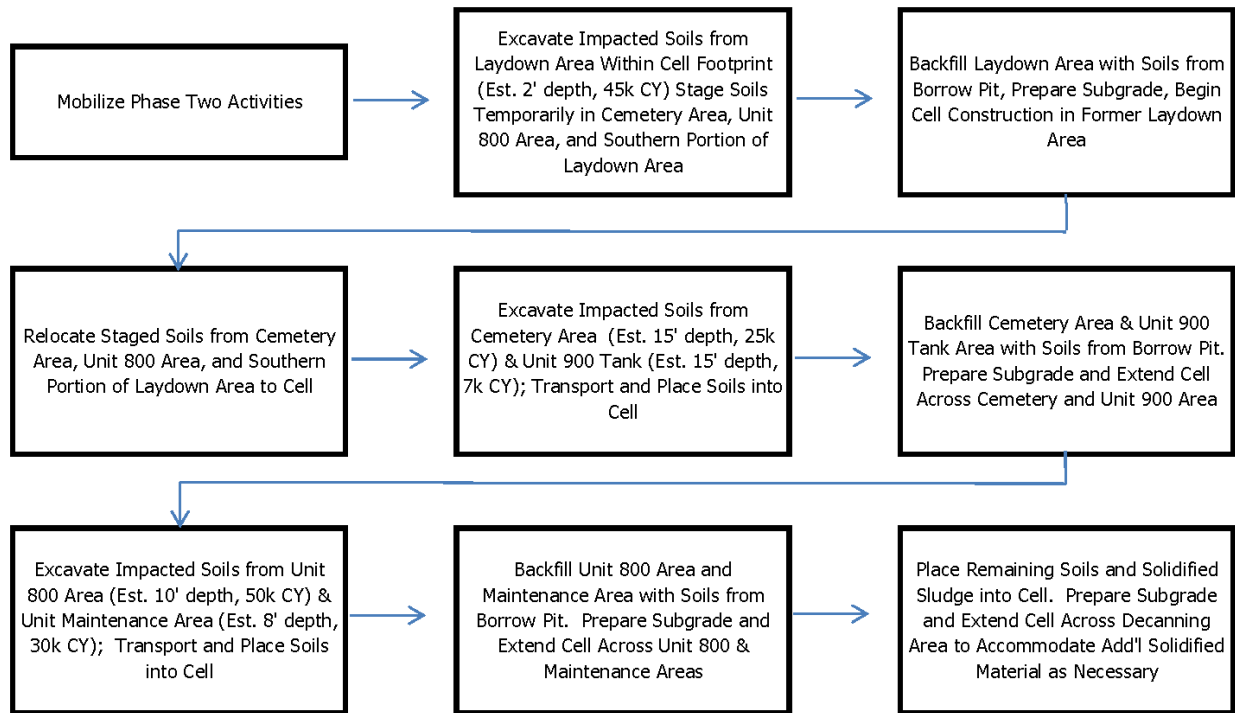 Mobilize Phase Two Activities
Excavate Impacted Soils from
Laydown Area Within Cell Footprint
(Est. 2' depth, 45k CY) Stage Soils
Temporarily in Cemetery Area, Unit
800 Area, and Southern Portion of
Laydown Area
Backfill Laydown Area with Soils from
Borrow Pit, Prepare Subgrade, Begin
Cell Construction in Former Laydown
Area
Relocate Staged Soils from Cemetery
Area, Unit 800 Area, and Southern
Portion of Laydown Area to Cell
Excavate Impacted Soils from
Cemetery Area (Est. 15' depth, 25k
CY) & Unit 900 Tank (Est. 15' depth,
7k CY); Transport and Place Soils into
Cell
Backfill Cemetery Area & Unit 900
Tank Area with Soils from Borrow Pit.
Prepare Subgrade and Extend Cell
Across Cemetery and Unit 900 Area
Excavate Impacted Soils from Unit
800 Area (Est. 10' depth, 50k CY) &
Unit Maintenance Area (Est. 8' depth,
30k CY); Transport and Place Soils
into Cell
Backfill Unit 800 Area and
Maintenance Area with Soils from
Borrow Pit. Prepare Subgrade and
Extend Cell Across Unit 800 &
Maintenance Areas
Place Remaining Soils and Solidified
Sludge into Cell. Prepare Subgrade
and Extend Cell Across Decanning
Area to Accommodate Add'l Solidified
Material as Necessary